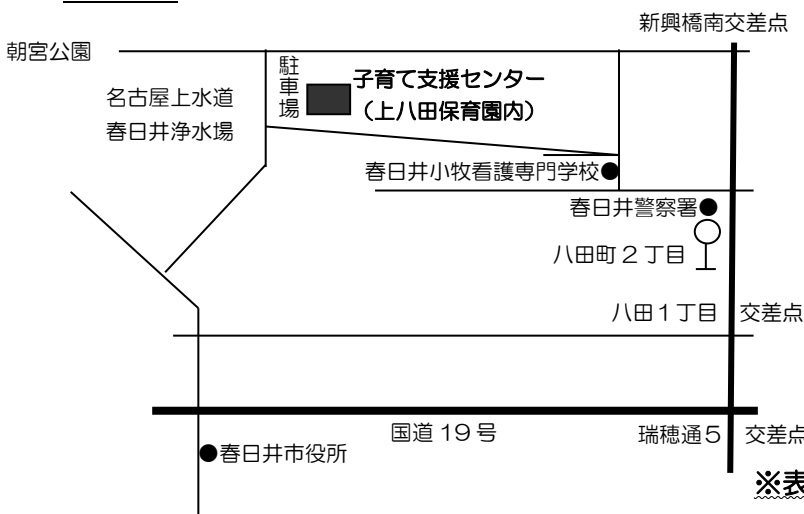 新興橋南交差点
朝宮公園
駐車場
子育て支援センター
（上八田保育園内）
名古屋上水道
春日井浄水場
春日井小牧看護専門学校●
春日井警察署●
八田町２丁目
八田１丁目 交差点
国道 19 号
瑞穂通５ 交差点
●春日井市役所
※表